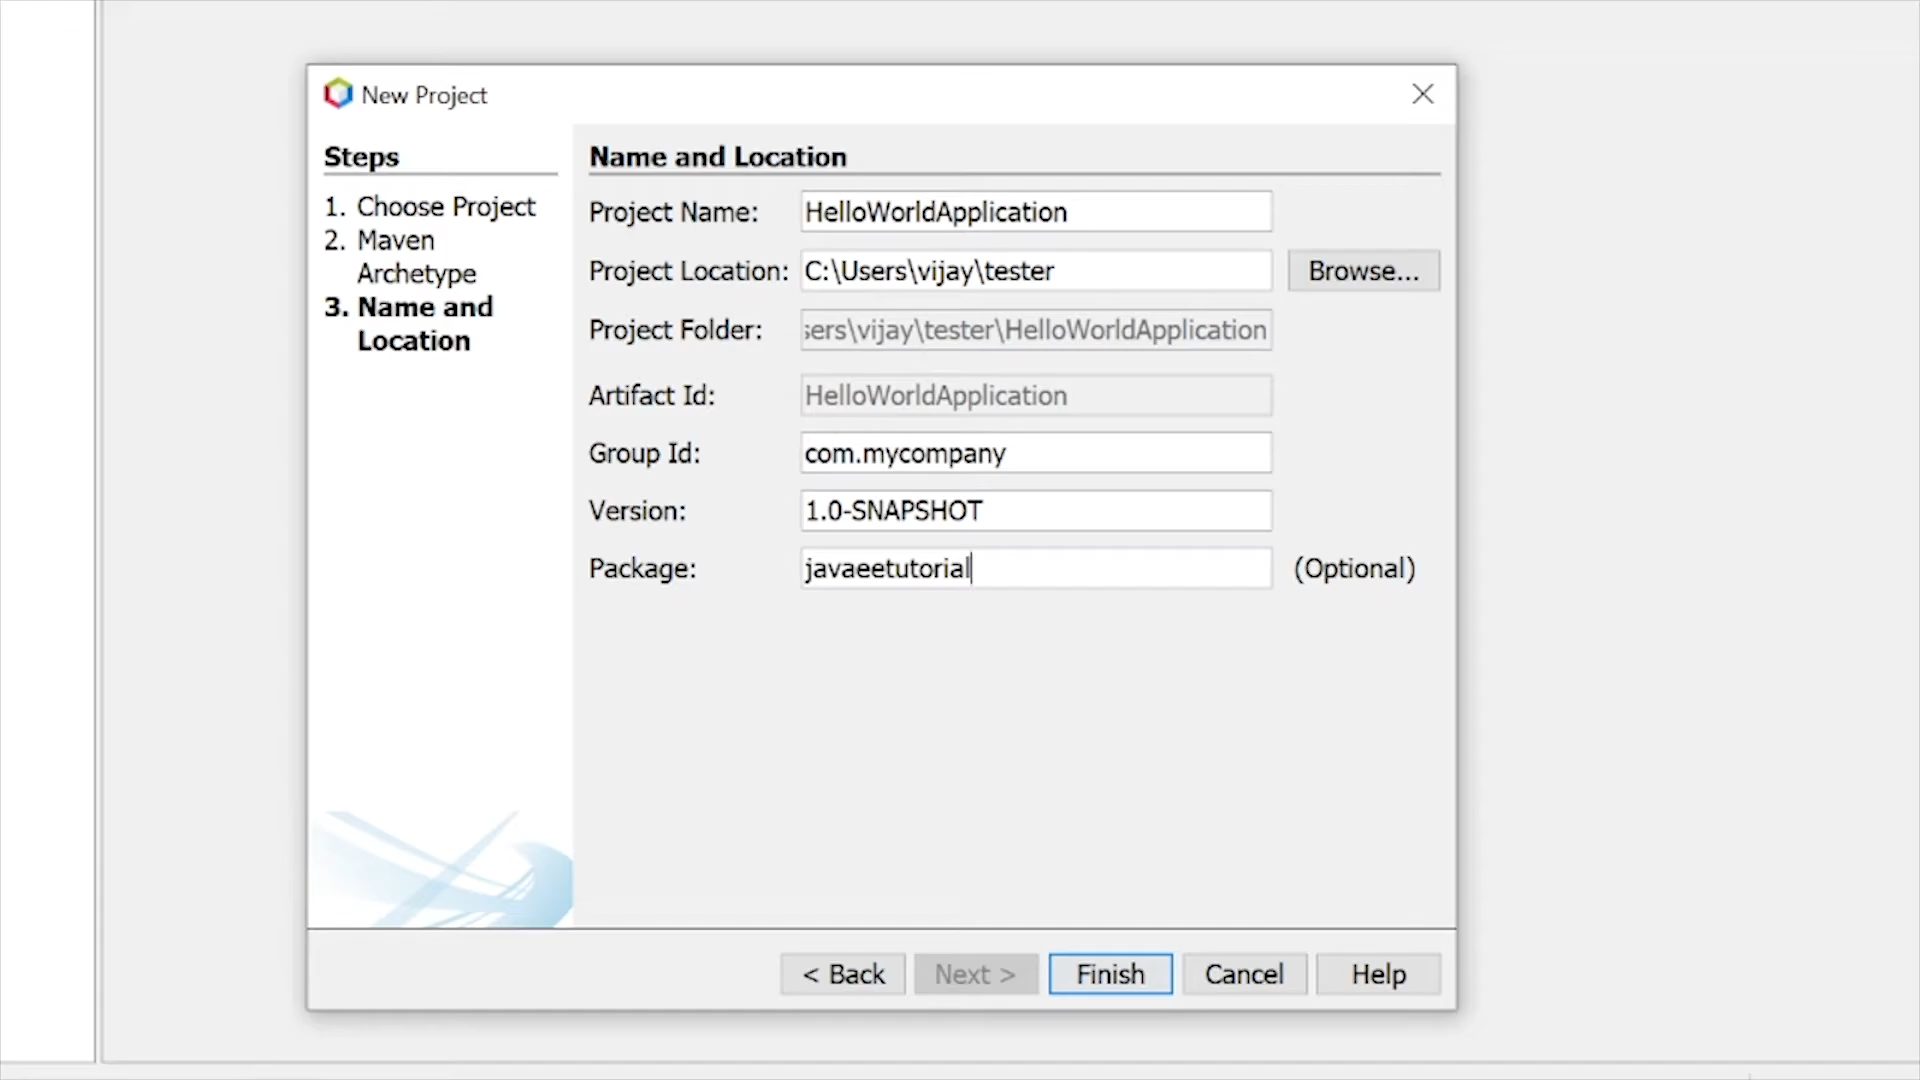 New Project
Steps
1. Choose Project
2. Maven
Archetype
3. Name and
Location
Name and Location
Project Name: HelloWorldApplication
Project Location: C:\Users\vijay\tester Browse...
Project Folder: sers\vijay\tester\HelloWorldApplication
Artifact Id: HelloWorldApplication
Group Id: com.mycompany
Version: 1.0-SNAPSHOT
Package: javaeetutorial (Optional)
< Back Next > Finish Cancel Help